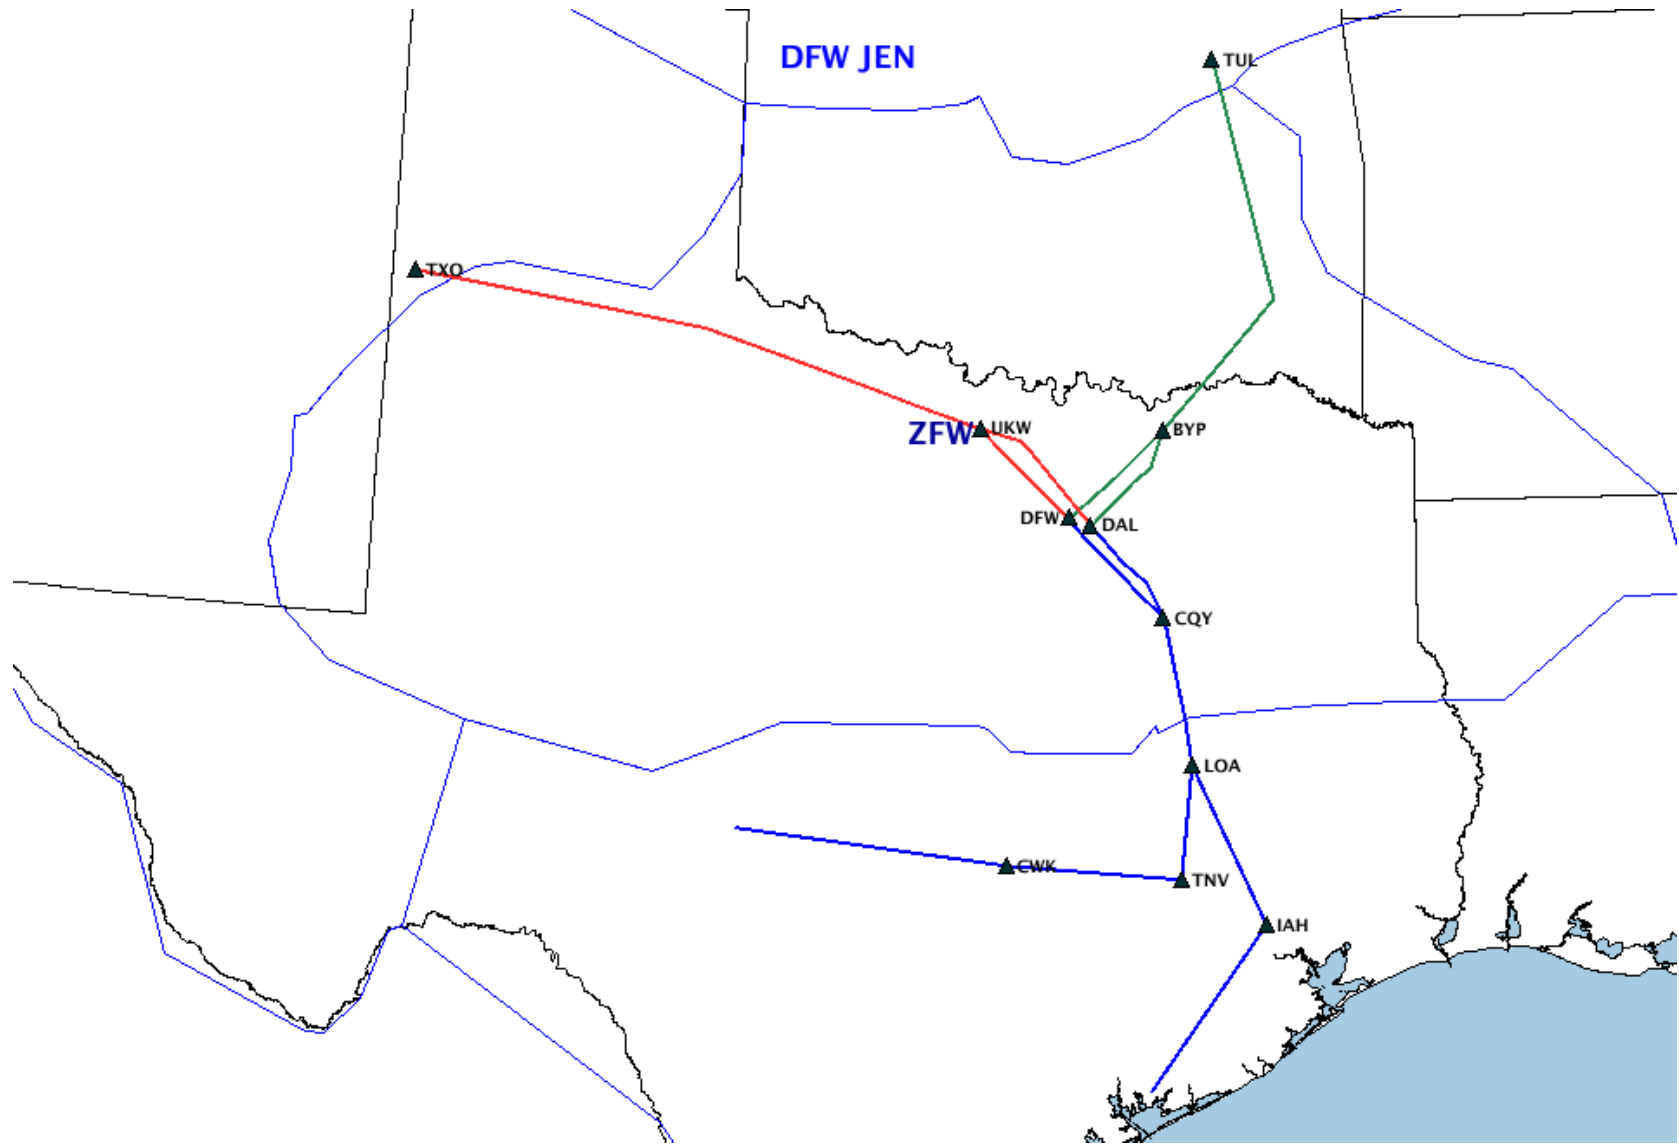 DFW JEN
TUL
TXO
ZFW
UKW
BYP
DFW
DAL
CQY
LOA
CWK
TNV
IAH